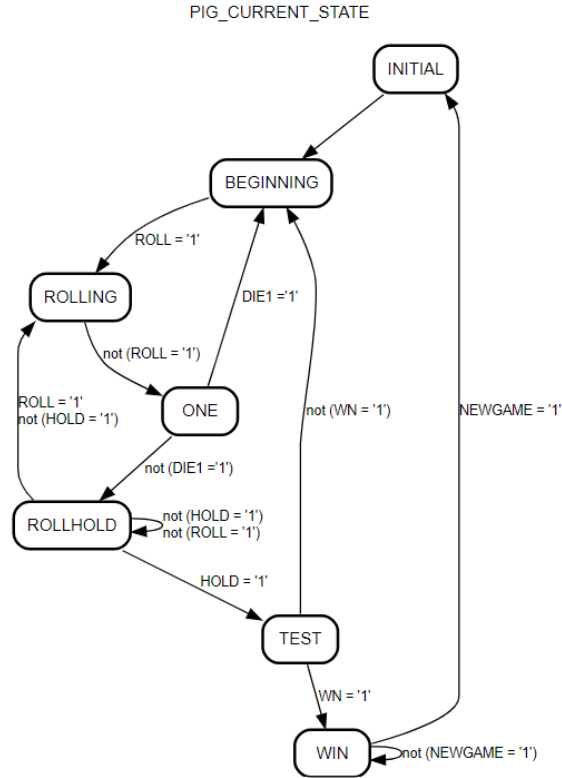 PIG_CURRENT_STATE
INITIAL
BEGINNING
ROLL = '1'
ROLLING
DIE1 ='1'
not (ROLL = '1')
ROLL = '1'
not (HOLD = '1')
ONE
not (WN = '1')
NEWGAME = '1'
not (DIE1 ='1')
ROLLHOLD
not (HOLD = '1')
not (ROLL = '1')
HOLD = '1'
TEST
WN = '1'
WIN
not (NEWGAME = '1')